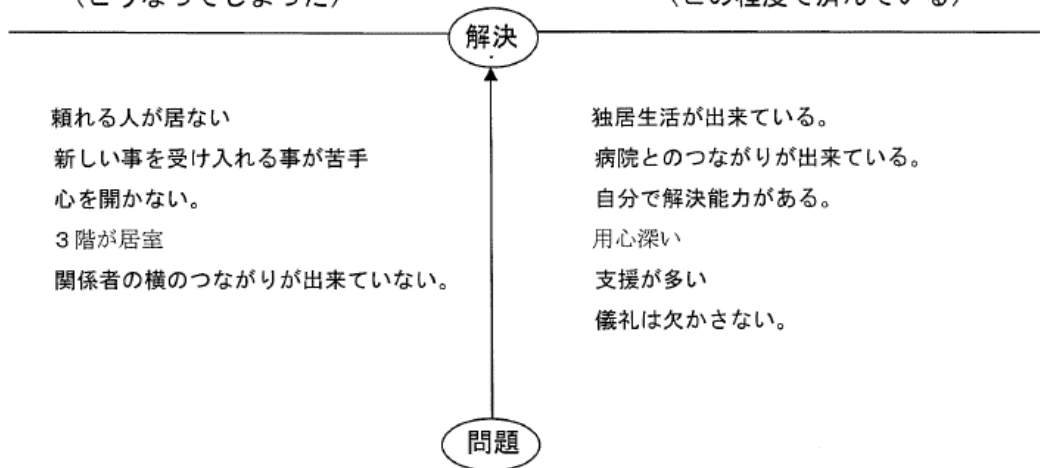 (こうなってしまった)
(この程度で済んでいる)
解決
頼れる人が居ない
新しい事を受け入れる事が苦手
心を開かない。
3階が居室
関係者の横のつながりが出来ていない。
独居生活が出来ている。
病院とのつながりが出来ている。
自分で解決能力がある。
用心深い
支援が多い
儀礼は欠かさない。
問題